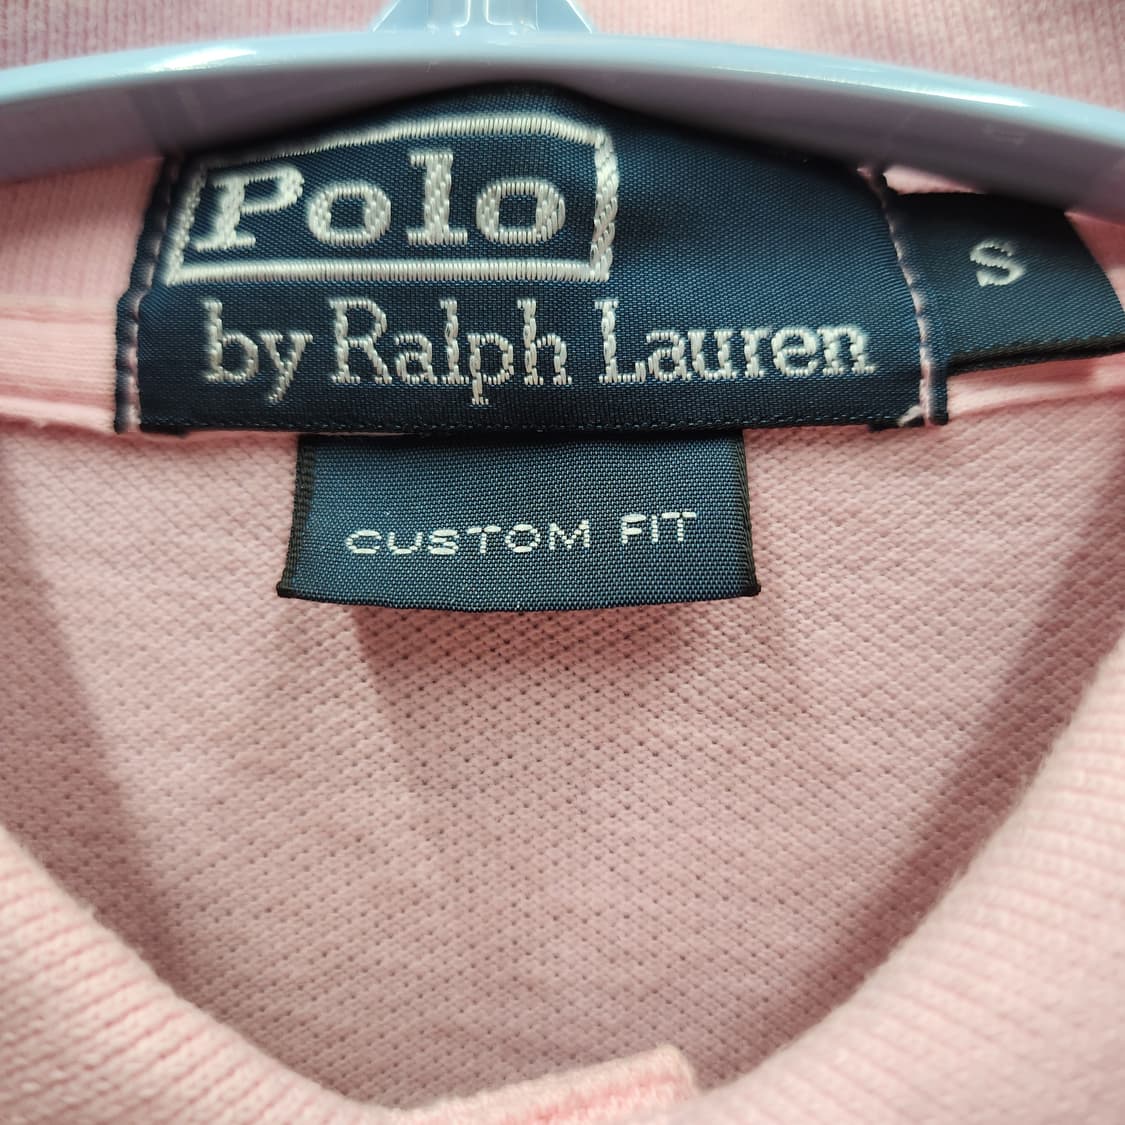 Polo
by Ralph Lauren
S
CUSTOM FIT